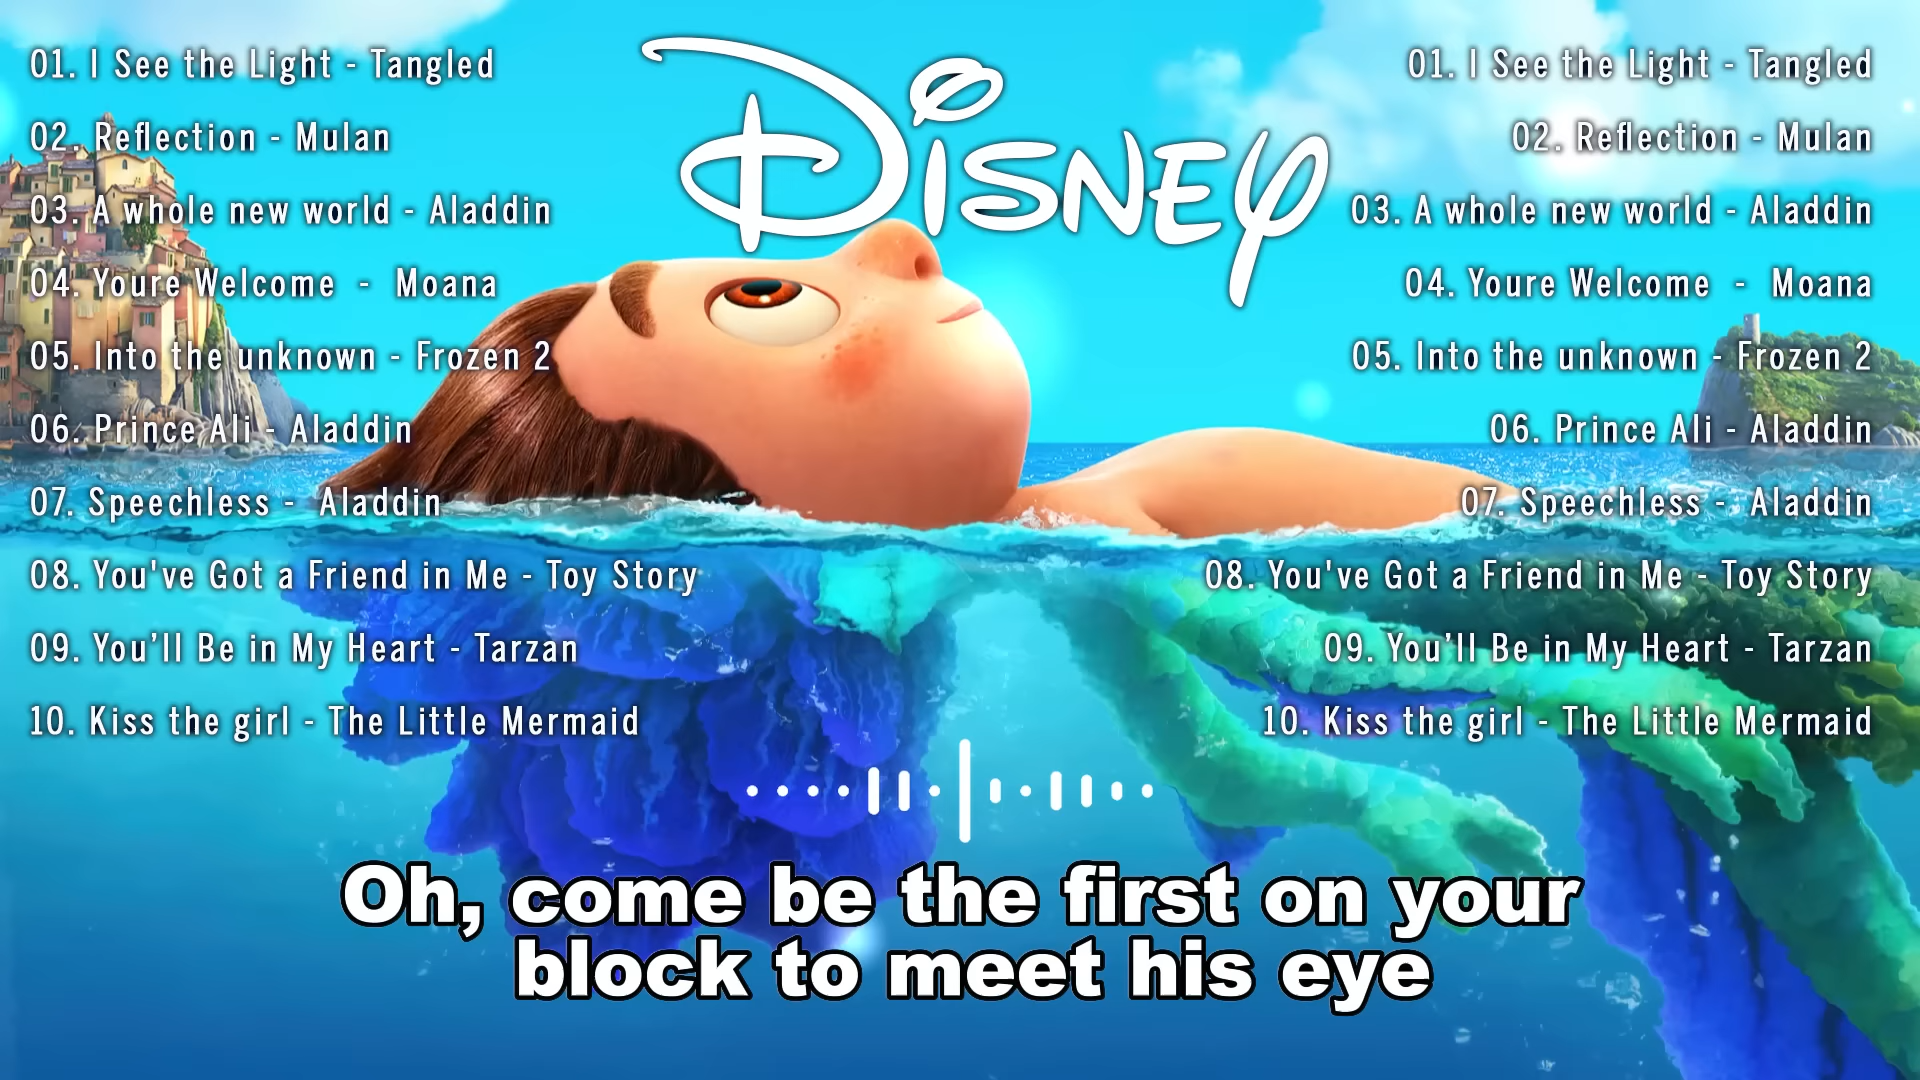 Disney
01. I See the Light - Tangled
02. Reflection - Mulan
03. A whole new world - Aladdin
04. Youre Welcome - Moana
05. Into the unknown - Frozen 2
06. Prince Ali - Aladdin
07. Speechless - Aladdin
08. You've Got a Friend in Me - Toy Story
09. You’ll Be in My Heart - Tarzan
10. Kiss the girl - The Little Mermaid
01. I See the Light - Tangled
02. Reflection - Mulan
03. A whole new world - Aladdin
04. Youre Welcome - Moana
05. Into the unknown - Frozen 2
06. Prince Ali - Aladdin
07. Speechless - Aladdin
08. You've Got a Friend in Me - Toy Story
09. You’ll Be in My Heart - Tarzan
10. Kiss the girl - The Little Mermaid
Oh, come be the first on your
block to meet his eye